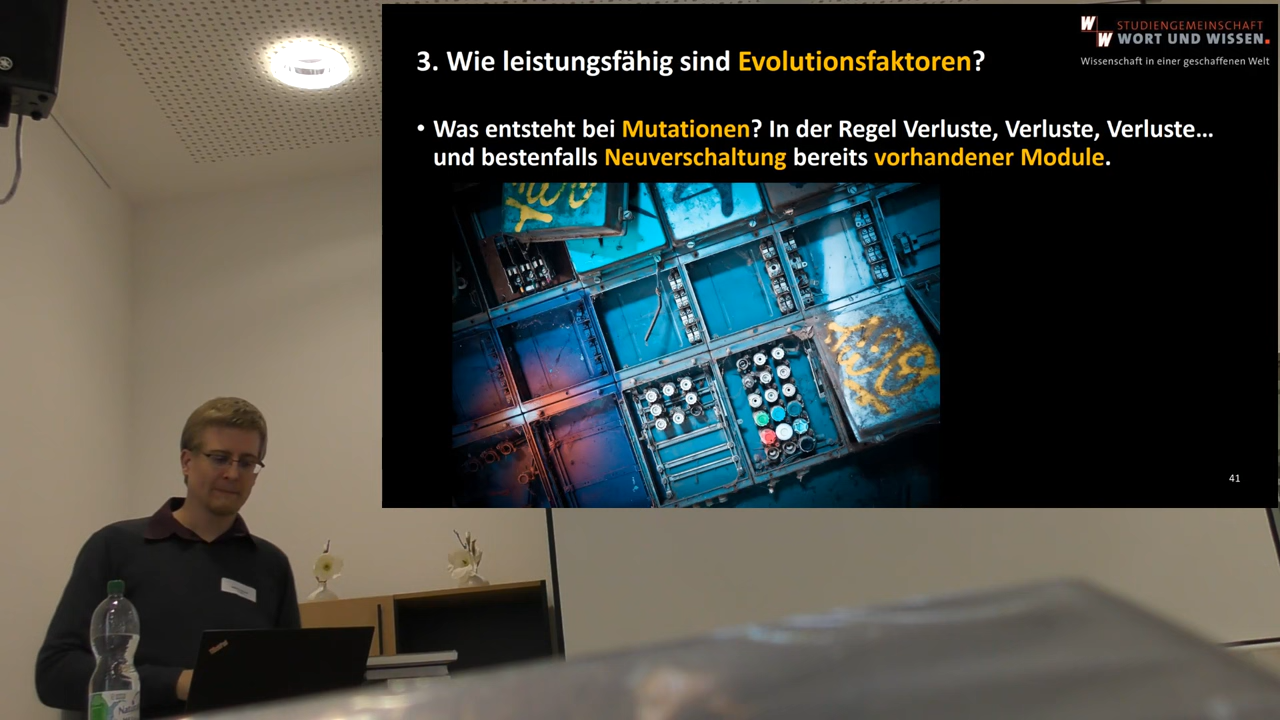 STUDIENGEMEINSCHAFT
WORT UND WISSEN.
Wissenschaft in einer geschaffenen Welt
3. Wie leistungsfähig sind Evolutionsfaktoren?
• Was entsteht bei Mutationen? In der Regel Verluste, Verluste, Verluste...
und bestenfalls Neuverschaltung bereits vorhandener Module.
41
ThinkPad